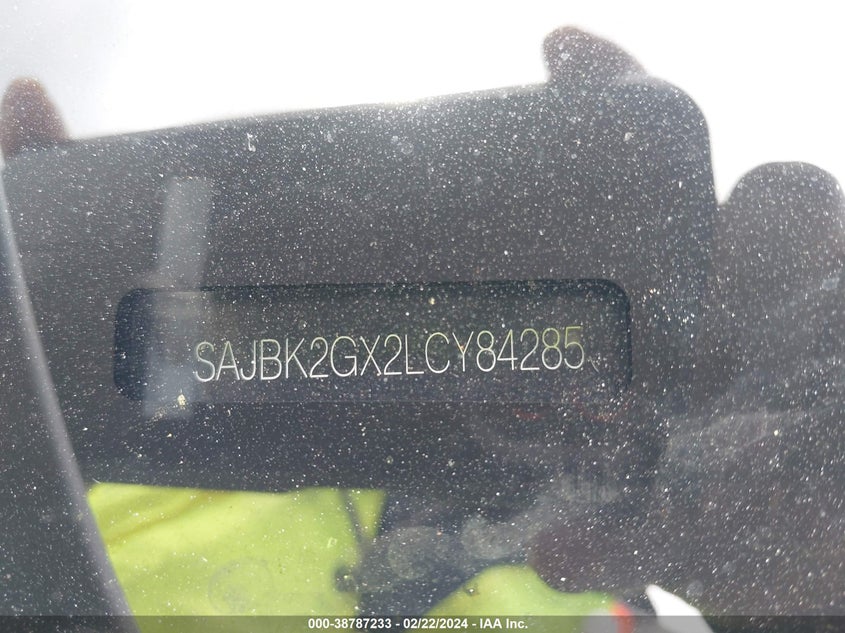 SAJBK2GX2LCY84285
000-38787233 - 02/22/2024 - IAA Inc.